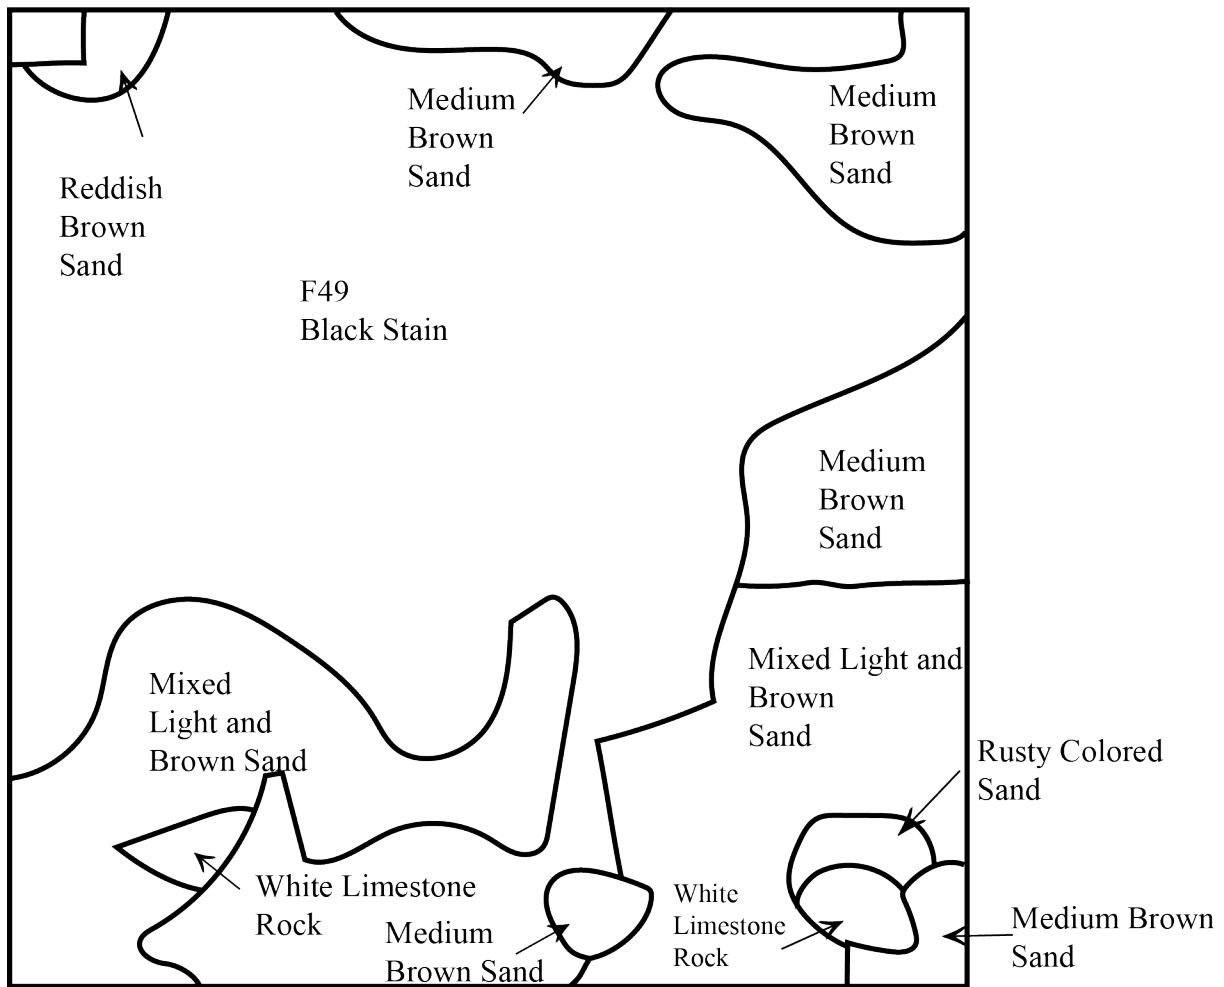 Medium
Brown
Sand
Medium
Brown
Sand
Reddish
Brown
Sand
F49
Black Stain
Medium
Brown
Sand
Mixed Light and
Brown
Sand
Mixed
Light and
Brown Sand
Rusty Colored
Sand
White Limestone
Rock
White
Limestone
Rock
Medium
Brown Sand
Medium Brown
Sand